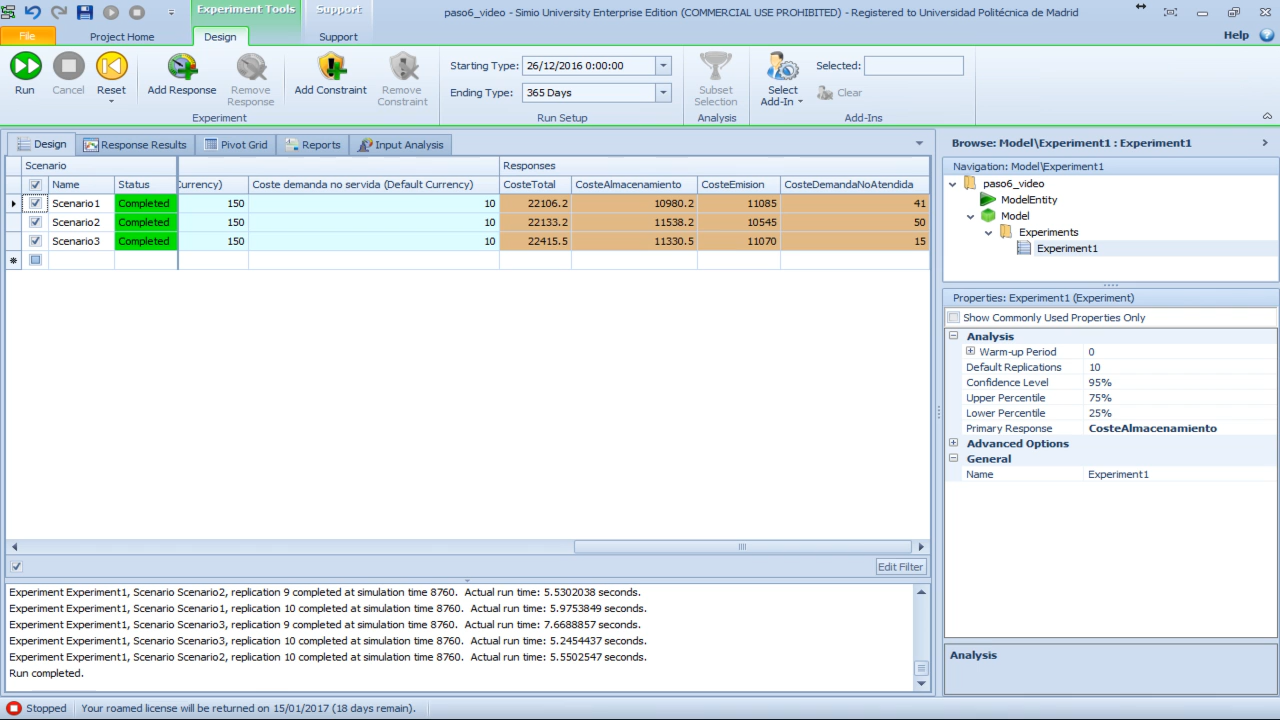 Experiment Tools
Support
paso6_video - Simio University Enterprise Edition (COMMERCIAL USE PROHIBITED) - Registered to Universidad Politécnica de Madrid
File
Project Home
Design
Support
Help
Run
Cancel
Reset
Add Response
Remove Response
Add Constraint
Remove Constraint
Experiment
Starting Type: 26/12/2016 0:00:00
Ending Type: 365 Days
Run Setup
Subset Selection
Analysis
Select Add-In
Selected:
Clear
Add-Ins
Design
Response Results
Pivot Grid
Reports
Input Analysis
Scenario
Responses
Name Status Currency) Coste demanda no servida (Default Currency) CosteTotal CosteAlmacenamiento CosteEmision CosteDemandaNoAtendida
Scenario1 Completed 150 10 22106.2 10980.2 11085 41
Scenario2 Completed 150 10 22133.2 11538.2 10545 50
Scenario3 Completed 150 10 22415.5 11330.5 11070 15
Edit Filter
Experiment Experiment1, Scenario Scenario2, replication 9 completed at simulation time 8760. Actual run time: 5.5302038 seconds.
Experiment Experiment1, Scenario Scenario1, replication 10 completed at simulation time 8760. Actual run time: 5.9753849 seconds.
Experiment Experiment1, Scenario Scenario3, replication 9 completed at simulation time 8760. Actual run time: 7.6688857 seconds.
Experiment Experiment1, Scenario Scenario3, replication 10 completed at simulation time 8760. Actual run time: 5.2454437 seconds.
Experiment Experiment1, Scenario Scenario2, replication 10 completed at simulation time 8760. Actual run time: 5.5502547 seconds.
Run completed.
Browse: Model\Experiment1 : Experiment1
Navigation: Model\Experiment1
paso6_video
ModelEntity
Model
Experiments
Experiment1
Properties: Experiment1 (Experiment)
Show Commonly Used Properties Only
Analysis
Warm-up Period 0
Default Replications 10
Confidence Level 95%
Upper Percentile 75%
Lower Percentile 25%
Primary Response CosteAlmacenamiento
Advanced Options
General
Name Experiment1
Analysis
Stopped
Your roamed license will be returned on 15/01/2017 (18 days remain).